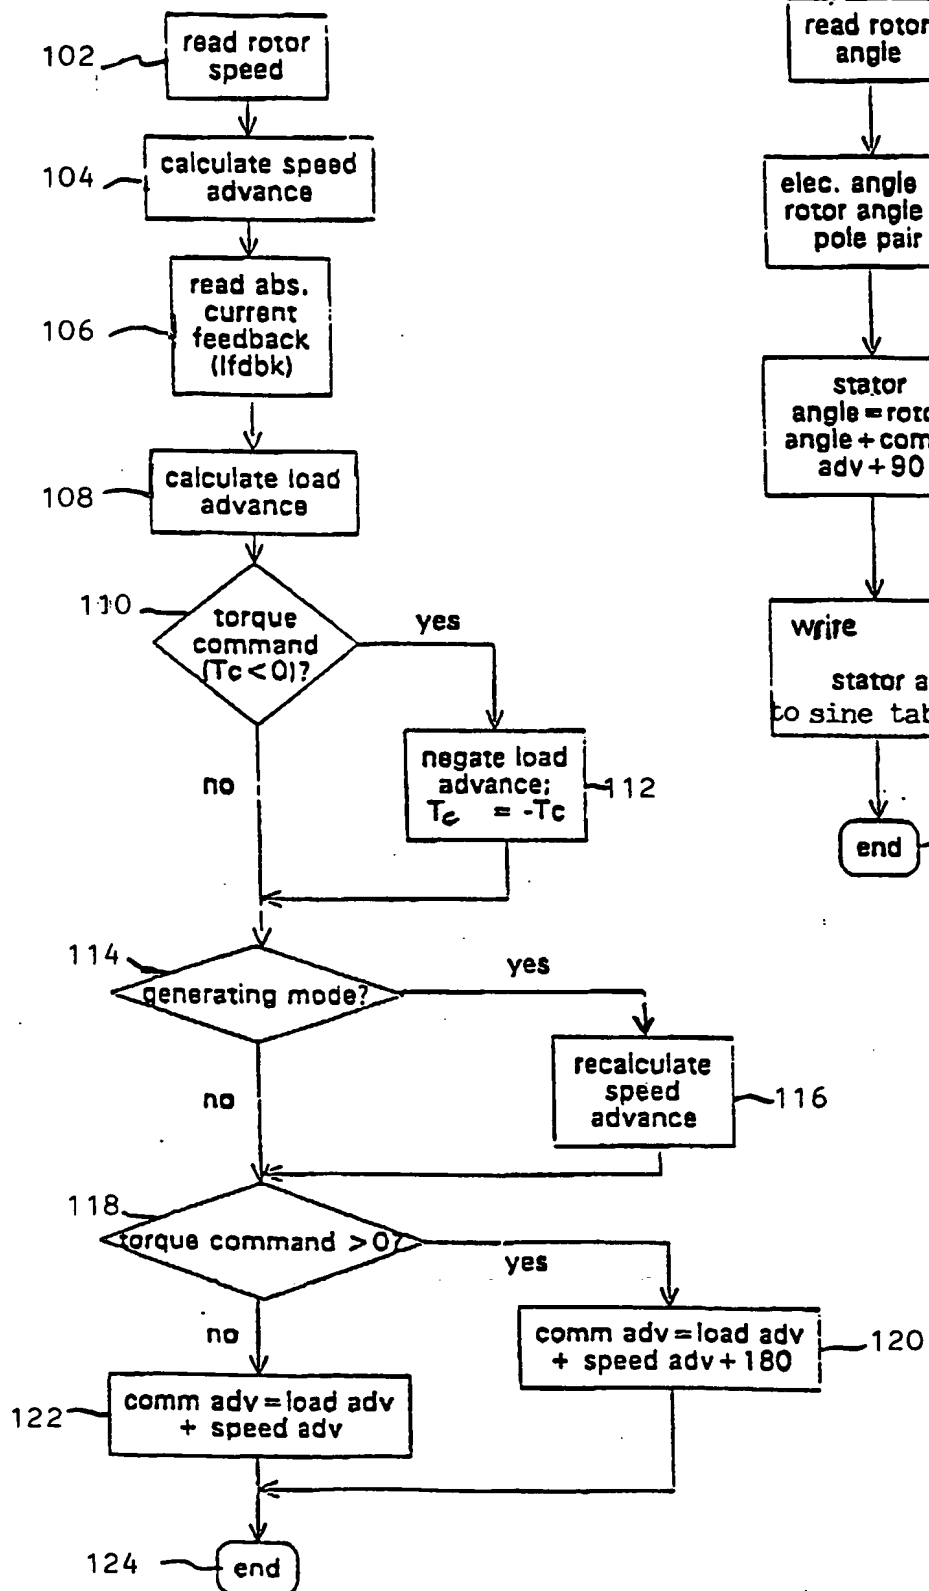 102
read rotor
speed
104
calculate speed
advance
106
read abs.
current
feedback
(Ifdbk)
108
calculate load
advance
110
torque
command
(Tc<0)?
yes
no
negate load
advance;
Tc = -Tc
112
114
generating mode?
yes
no
recalculate
speed
advance
116
118
torque command >0?
yes
no
comm adv=load adv
+ speed adv+180
120
122
comm adv=load adv
+ speed adv
124
end
read rotor
angle
elec. angle
rotor angle
pole pair
stator
angle=roto
angle+com
adv+90
write
stator a
to sine tab
end